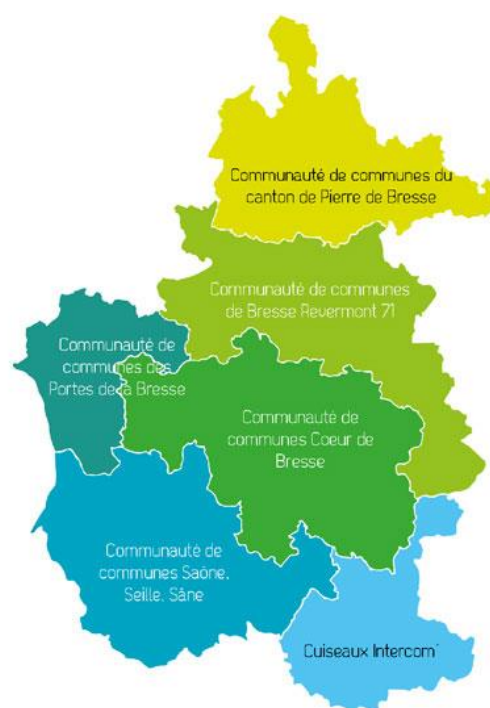 Communauté de communes du
canton de Pierre de Bresse
Communauté de communes
de Bresse Revermont 71
Communauté de
communes des
Portes de la Bresse
Communauté de
communes Coeur de
Bresse
Communauté de
communes Saône,
Seille, Sâne
Cuiseaux Intercom'